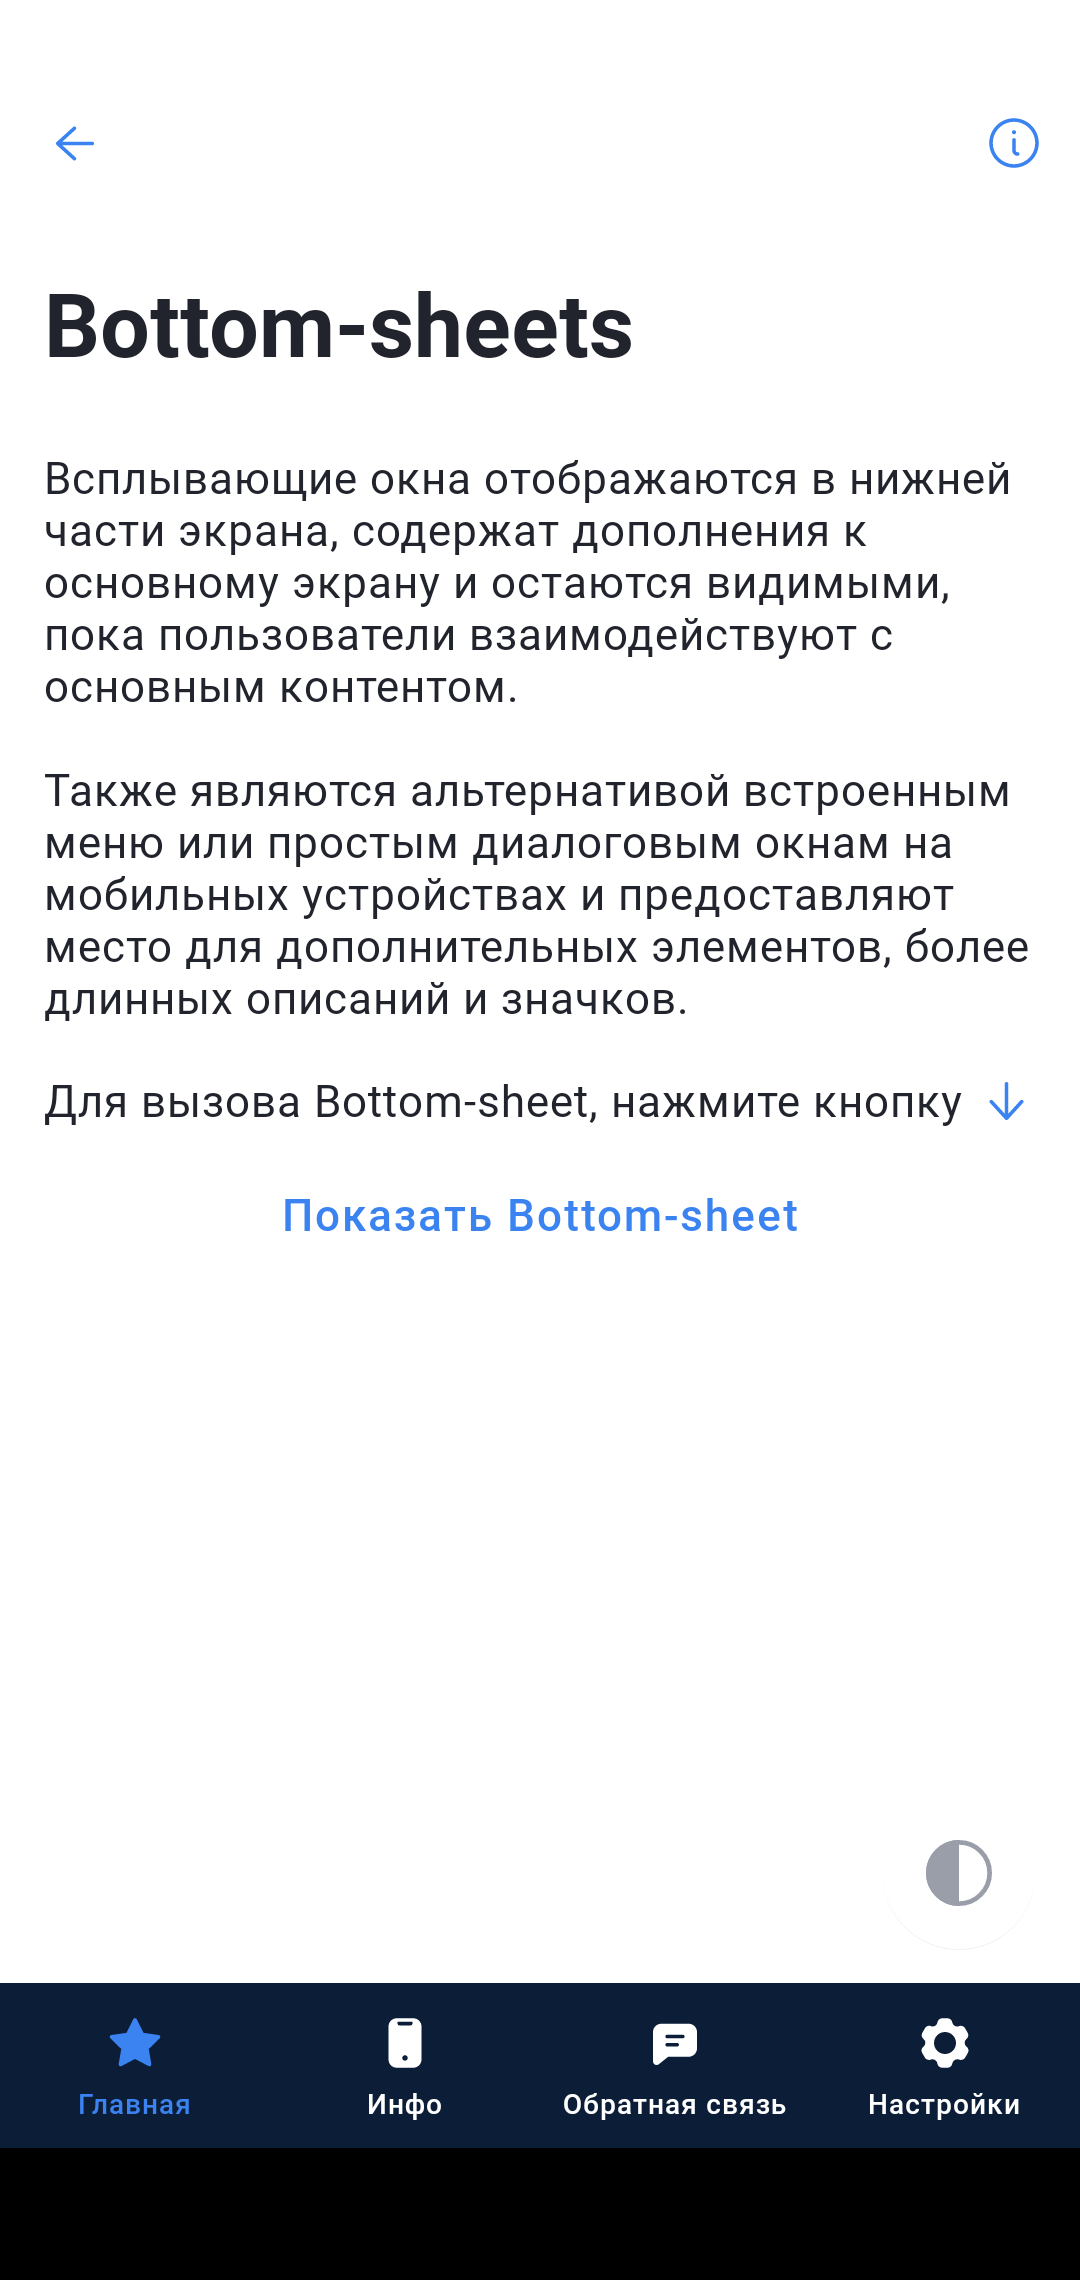 Bottom-sheets
Всплывающие окна отображаются в нижней
части экрана, содержат дополнения к
основному экрану и остаются видимыми,
пока пользователи взаимодействуют с
основным контентом.
Также являются альтернативой встроенным
меню или простым диалоговым окнам на
мобильных устройствах и предоставляют
место для дополнительных элементов, более
длинных описаний и значков.
Для вызова Bottom-sheet, нажмите кнопку
Показать Bottom-sheet
Главная
Инфо
Обратная связь
Настройки